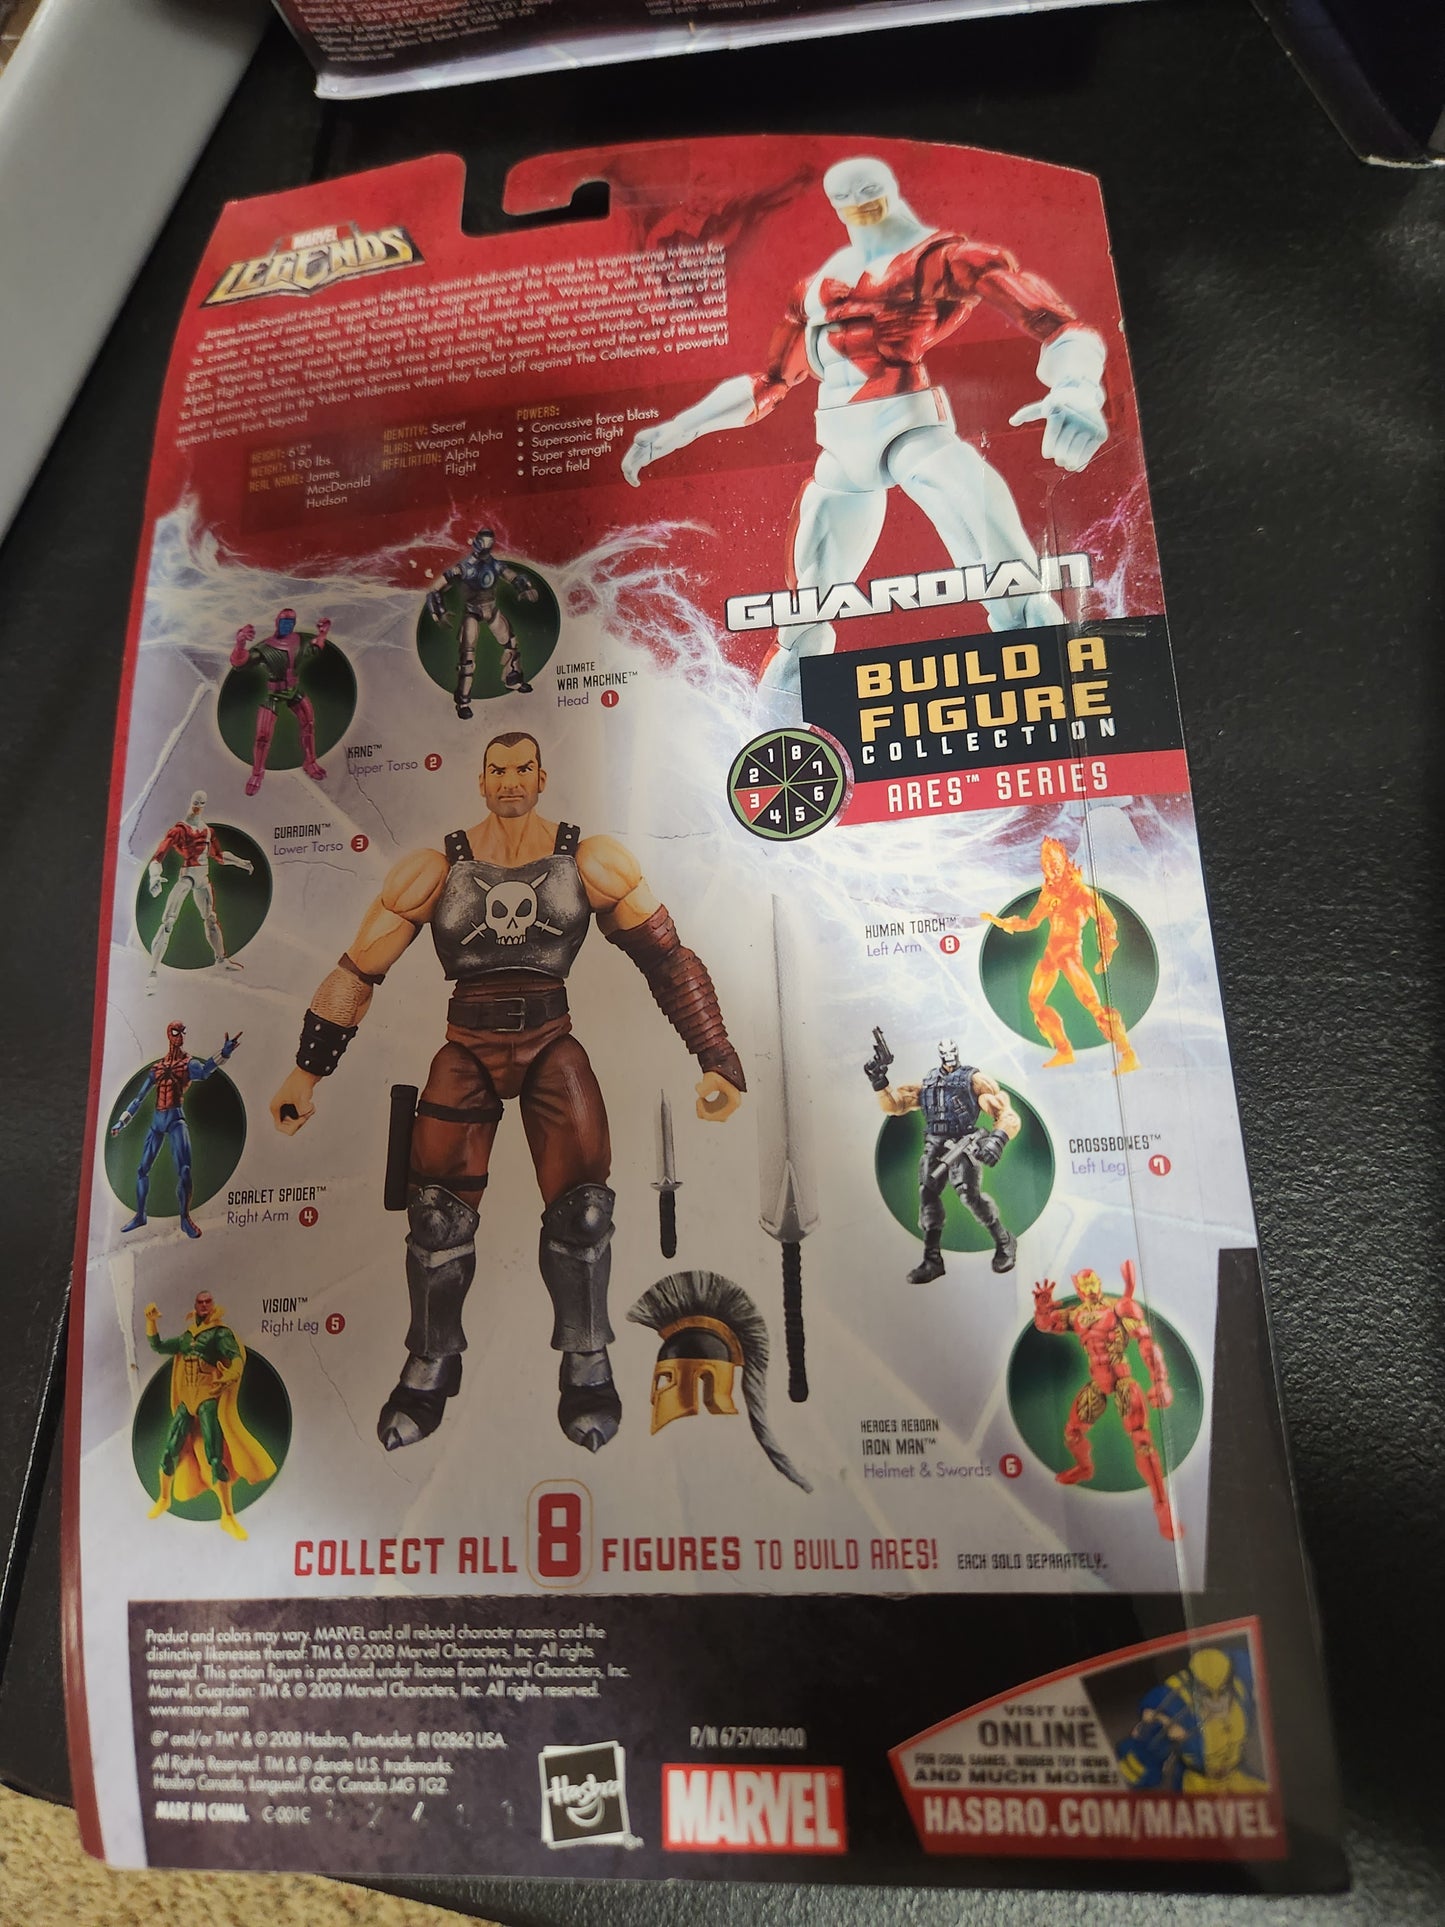 www.hasbro.com
MARVEL
LEGENDS
James MacDonald Hudson was an idealistic scientist dedicated to using his engineering talents for
the betterment of mankind. Inspired by the first appearance of the Fantastic Four, Hudson decided
to create a new super team that Canadians could call their own. Working with the Canadian
government, he recruited a team of heroes to defend his homeland against superhuman threats of all
kinds. Wearing a steel mesh battle suit of his own design, he took the codename Guardian, and
Alpha Flight was born. Though the daily stress of directing the team wore on Hudson, he continued
to lead them on countless adventures across time and space for years. Hudson and the rest of the team
met an untimely end in the Yukon wilderness when they faced off against The Collective, a powerful
mutant force from beyond.
HEIGHT: 6'2"
WEIGHT: 190 lbs.
REAL NAME: James
MacDonald
Hudson
IDENTITY: Secret
ALIAS: Weapon Alpha
AFFILIATION: Alpha
Flight
POWERS:
• Concussive force blasts
• Supersonic flight
• Super strength
• Force field
GUARDIAN
BUILD A
FIGURE
COLLECTION
ARES™ SERIES
1 8
2 7
3 6
4 5
ULTIMATE
WAR MACHINE™
Head 1
KANG™
Upper Torso 2
GUARDIAN™
Lower Torso 3
HUMAN TORCH™
Left Arm 8
CROSSBONES™
Left Leg 7
SCARLET SPIDER™
Right Arm 4
VISION™
Right Leg 5
HEROES REBORN
IRON MAN™
Helmet & Swords 6
COLLECT ALL 8 FIGURES TO BUILD ARES! EACH SOLD SEPARATELY.
Product and colors may vary. MARVEL and all related character names and the
distinctive likenesses thereof: TM & © 2008 Marvel Characters, Inc. All rights
reserved. This action figure is produced under license from Marvel Characters, Inc.
Marvel, Guardian: TM & © 2008 Marvel Characters, Inc. All rights reserved.
www.marvel.com
®* and/or TM* & © 2008 Hasbro, Pawtucket, RI 02862 USA.
All Rights Reserved. TM & ® denote U.S. trademarks.
Hasbro Canada, Longueuil, QC, Canada J4G 1G2.
MADE IN CHINA. C-001C
Hasbro
P/N 6757080400
MARVEL
VISIT US
ONLINE
FOR COOL GAMES, INSIDER TOY NEWS
AND MUCH MORE!
HASBRO.COM/MARVEL